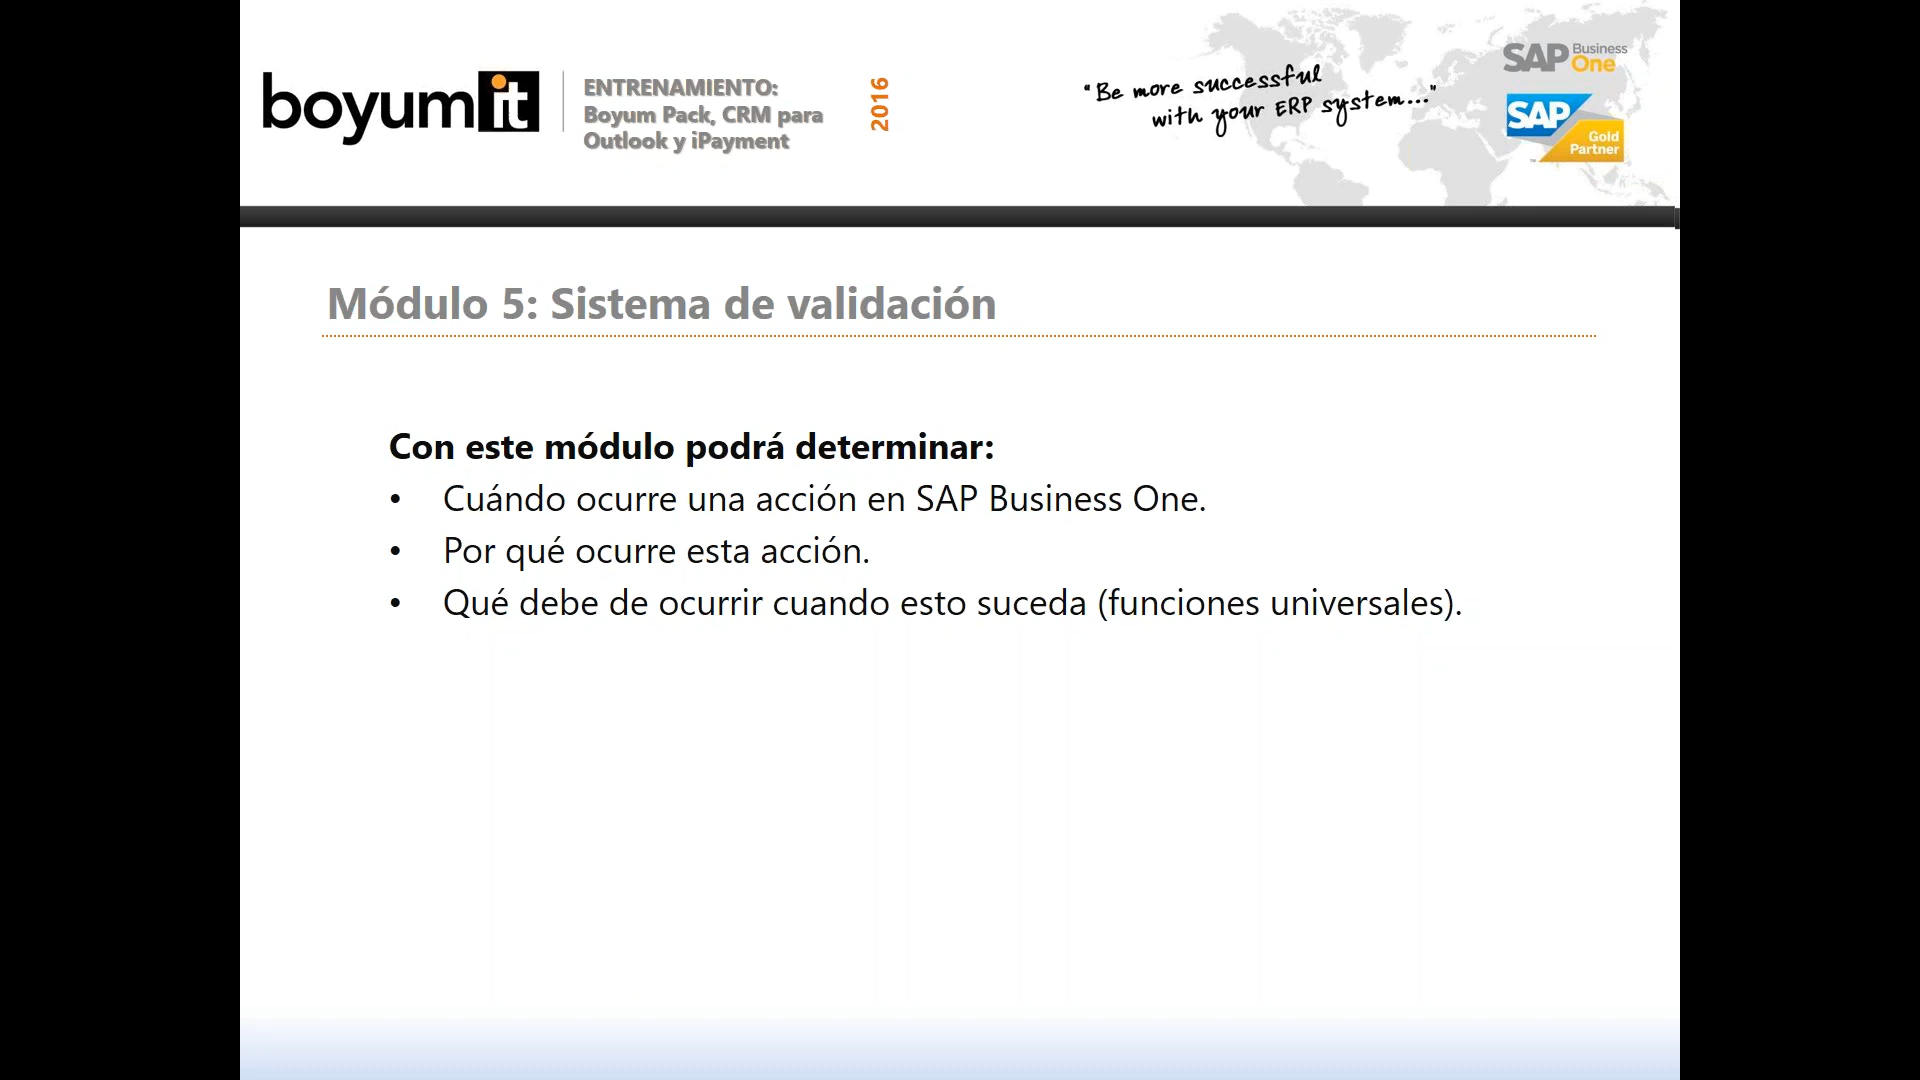 boyumit
ENTRENAMIENTO:
Boyum Pack, CRM para
Outlook y iPayment
2016
"Be more successful
with your ERP system..."
SAP Business One
SAP
Gold
Partner
Módulo 5: Sistema de validación
Con este módulo podrá determinar:
• Cuándo ocurre una acción en SAP Business One.
• Por qué ocurre esta acción.
• Qué debe de ocurrir cuando esto suceda (funciones universales).